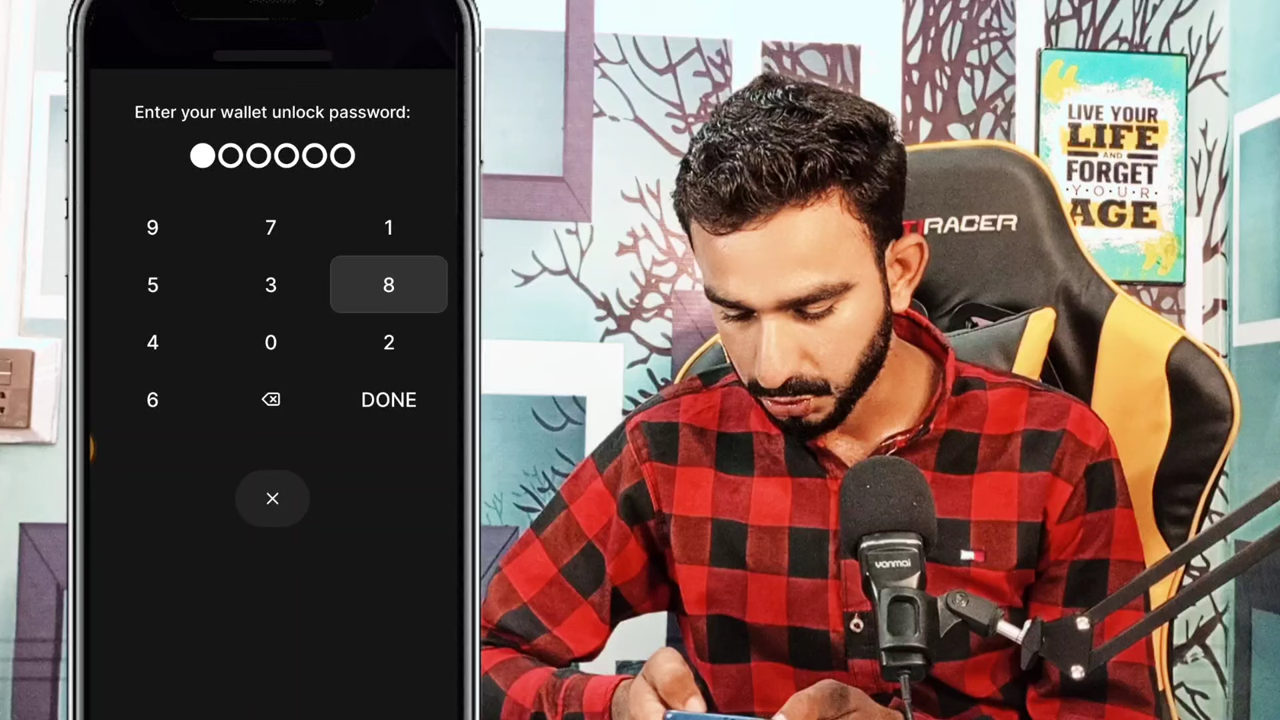 Enter your wallet unlock password:
9 7 1
5 3 8
4 0 2
6 DONE
RACER
LIVE YOUR
LIFE
AND
FORGET
YOUR
AGE
vonmai